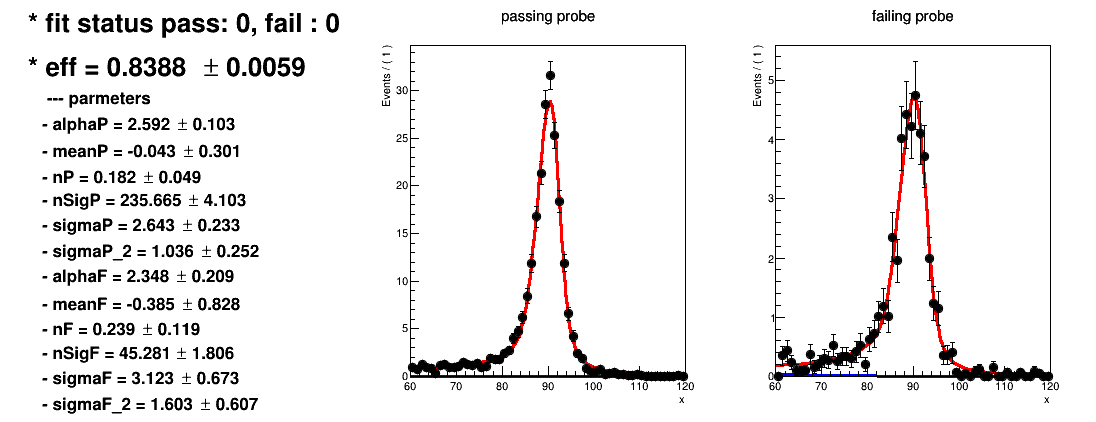 * fit status pass: 0, fail : 0
* eff = 0.8388 ± 0.0059
--- parmeters
- alphaP = 2.592 ± 0.103
- meanP = -0.043 ± 0.301
- nP = 0.182 ± 0.049
- nSigP = 235.665 ± 4.103
- sigmaP = 2.643 ± 0.233
- sigmaP_2 = 1.036 ± 0.252
- alphaF = 2.348 ± 0.209
- meanF = -0.385 ± 0.828
- nF = 0.239 ± 0.119
- nSigF = 45.281 ± 1.806
- sigmaF = 3.123 ± 0.673
- sigmaF_2 = 1.603 ± 0.607
passing probe
Events / ( 1 )
30
25
20
15
10
5
0
60 70 80 90 100 110 120
x
failing probe
Events / ( 1 )
5
4
3
2
1
0
60 70 80 90 100 110 120
x